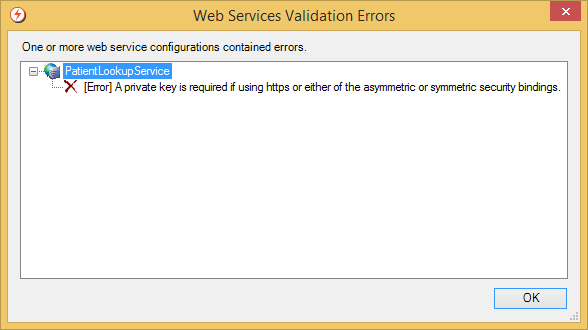 Web Services Validation Errors
One or more web service configurations contained errors.
PatientLookupService
[Error] A private key is required if using https or either of the asymmetric or symmetric security bindings.
OK